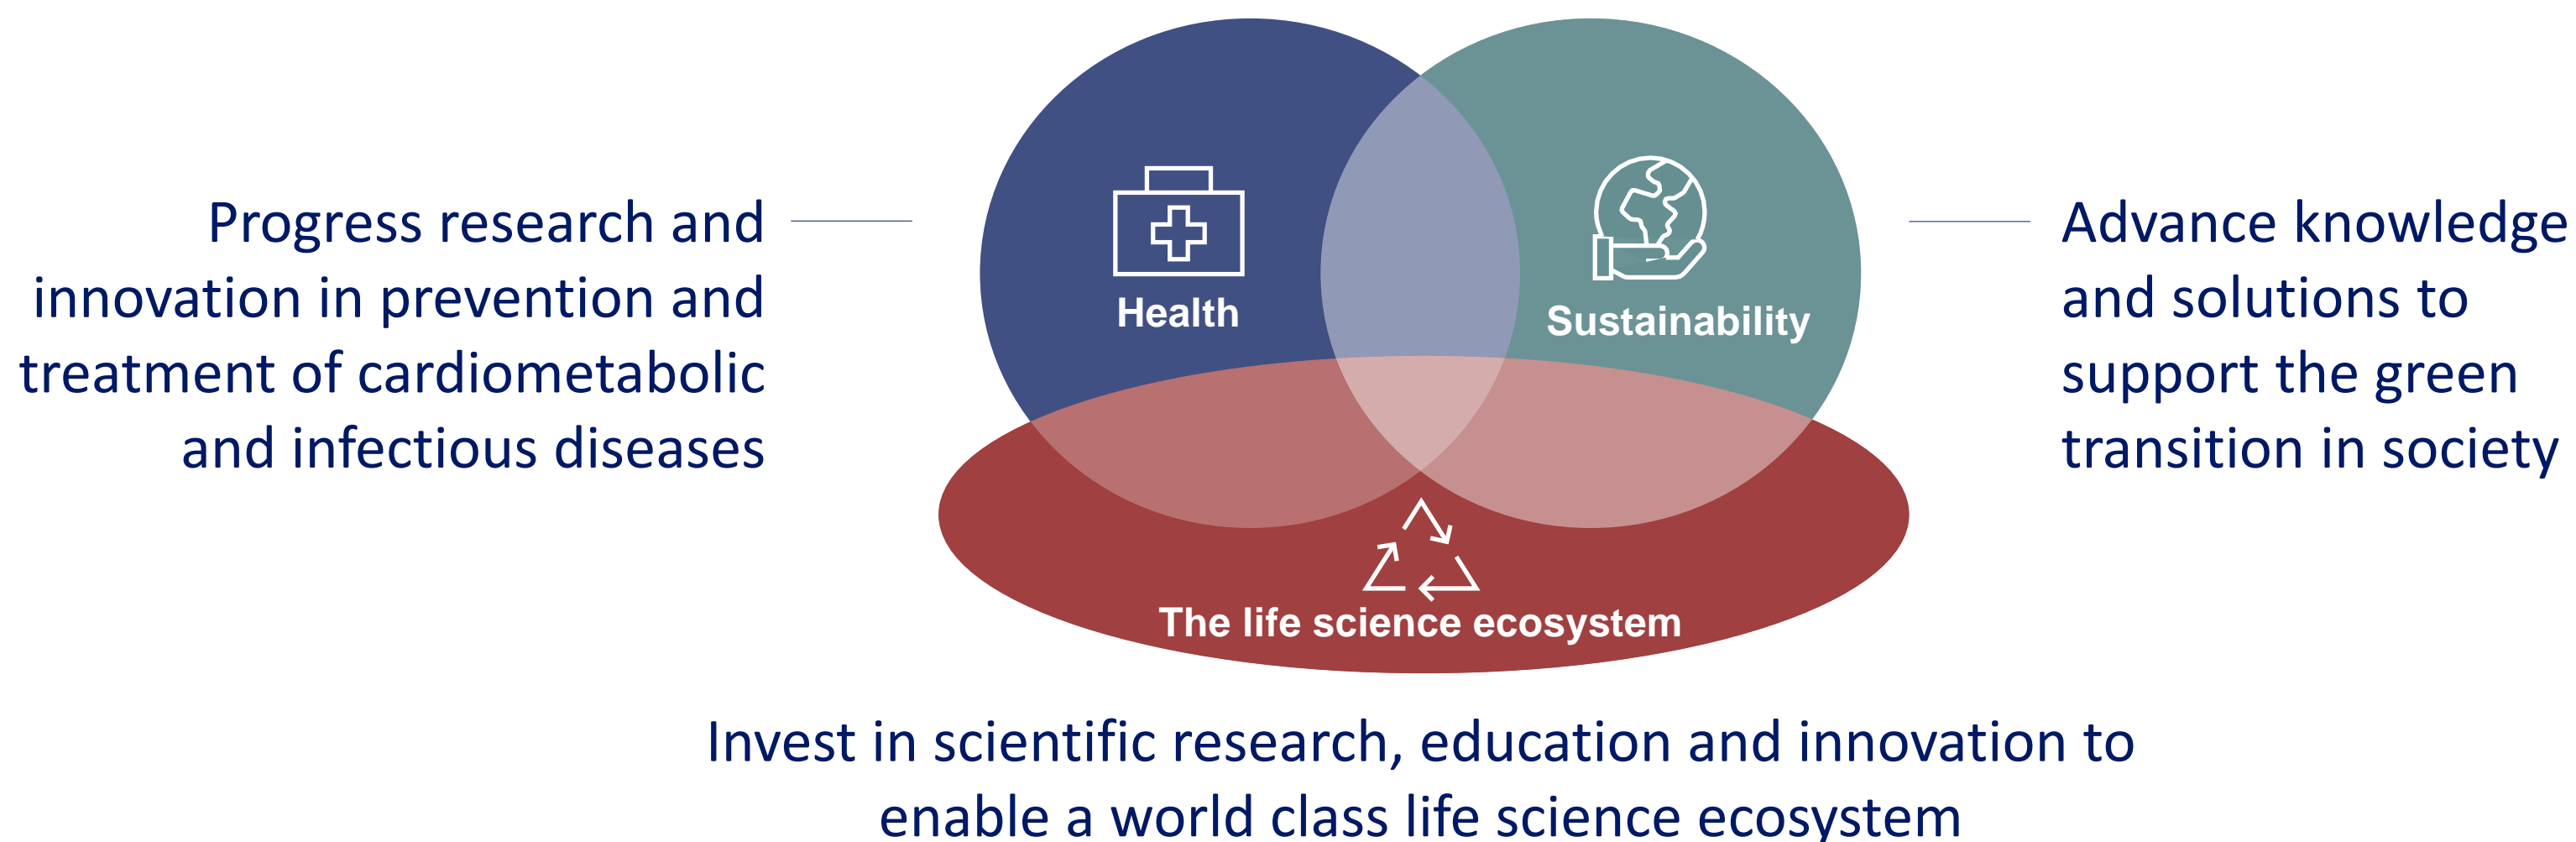 Progress research and
innovation in prevention and
treatment of cardiometabolic
and infectious diseases
Health
Sustainability
Advance knowledge
and solutions to
support the green
transition in society
The life science ecosystem
Invest in scientific research, education and innovation to
enable a world class life science ecosystem